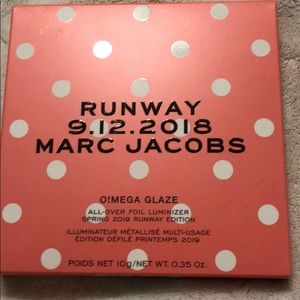 RUNWAY
9.12.2018
MARC JACOBS
O!MEGA GLAZE
ALL-OVER FOIL LUMINIZER
SPRING 2019 RUNWAY EDITION
ILLUMINATEUR MÉTALLISÉ MULTI-USAGE
ÉDITION DÉFILÉ PRINTEMPS 2019
POIDS NET 10g/NET WT. 0.35 Oz.